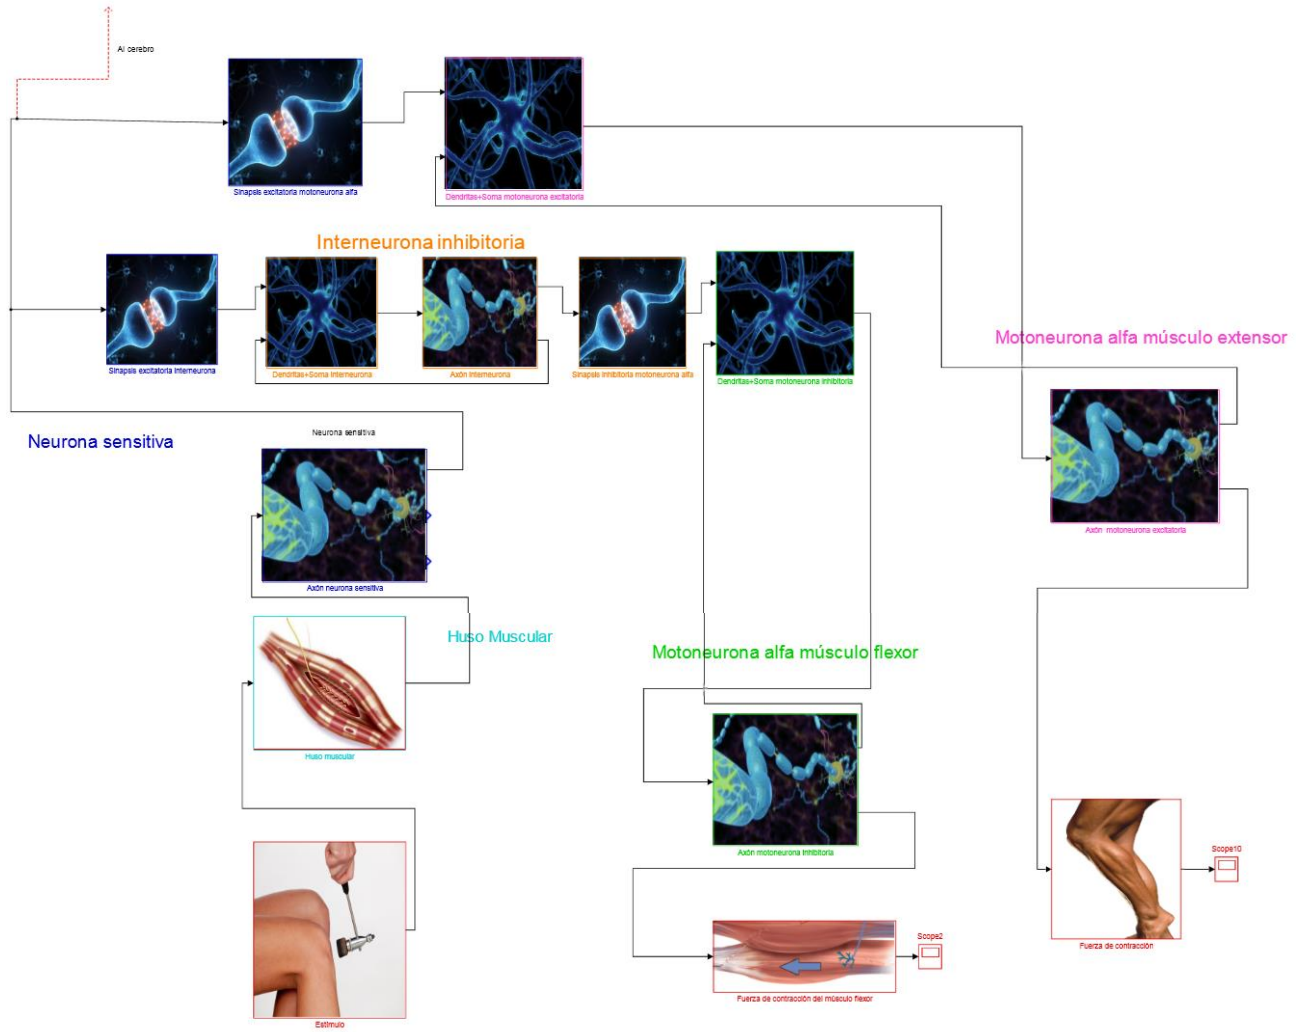 Al cerebro
Sinapsis excitatoria motoneurona alfa
Dendritas+Soma motoneurona excitatoria
Interneurona inhibitoria
Sinapsis excitatoria interneurona
Dendritas+Soma interneurona
Axón interneurona
Sinapsis inhibitoria motoneurona alfa
Dendritas+Soma motoneurona inhibitoria
Motoneurona alfa músculo extensor
Neurona sensitiva
Neurona sensitiva
Axón motoneurona excitatoria
Axón neurona sensitiva
Huso Muscular
Motoneurona alfa músculo flexor
Huso muscular
Axón motoneurona inhibitoria
Scope10
Fuerza de contracción
Scope2
Fuerza de contracción del músculo flexor
Estímulo